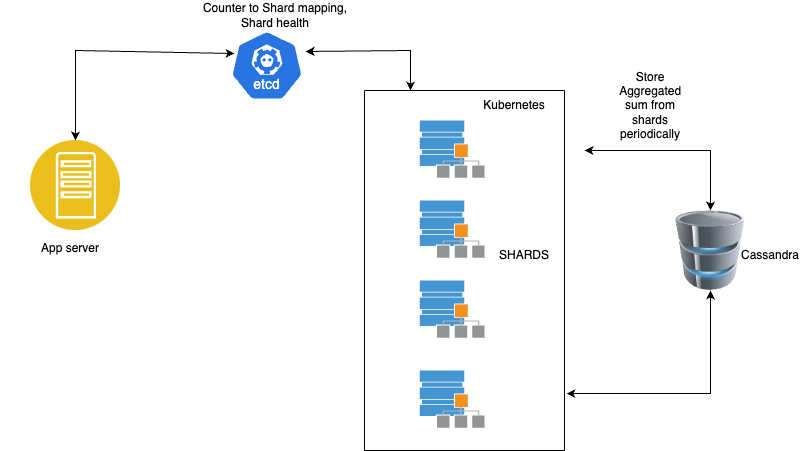 Counter to Shard mapping,
Shard health
etcd
Kubernetes
Store
Aggregated
sum from
shards
periodically
App server
SHARDS
Cassandra